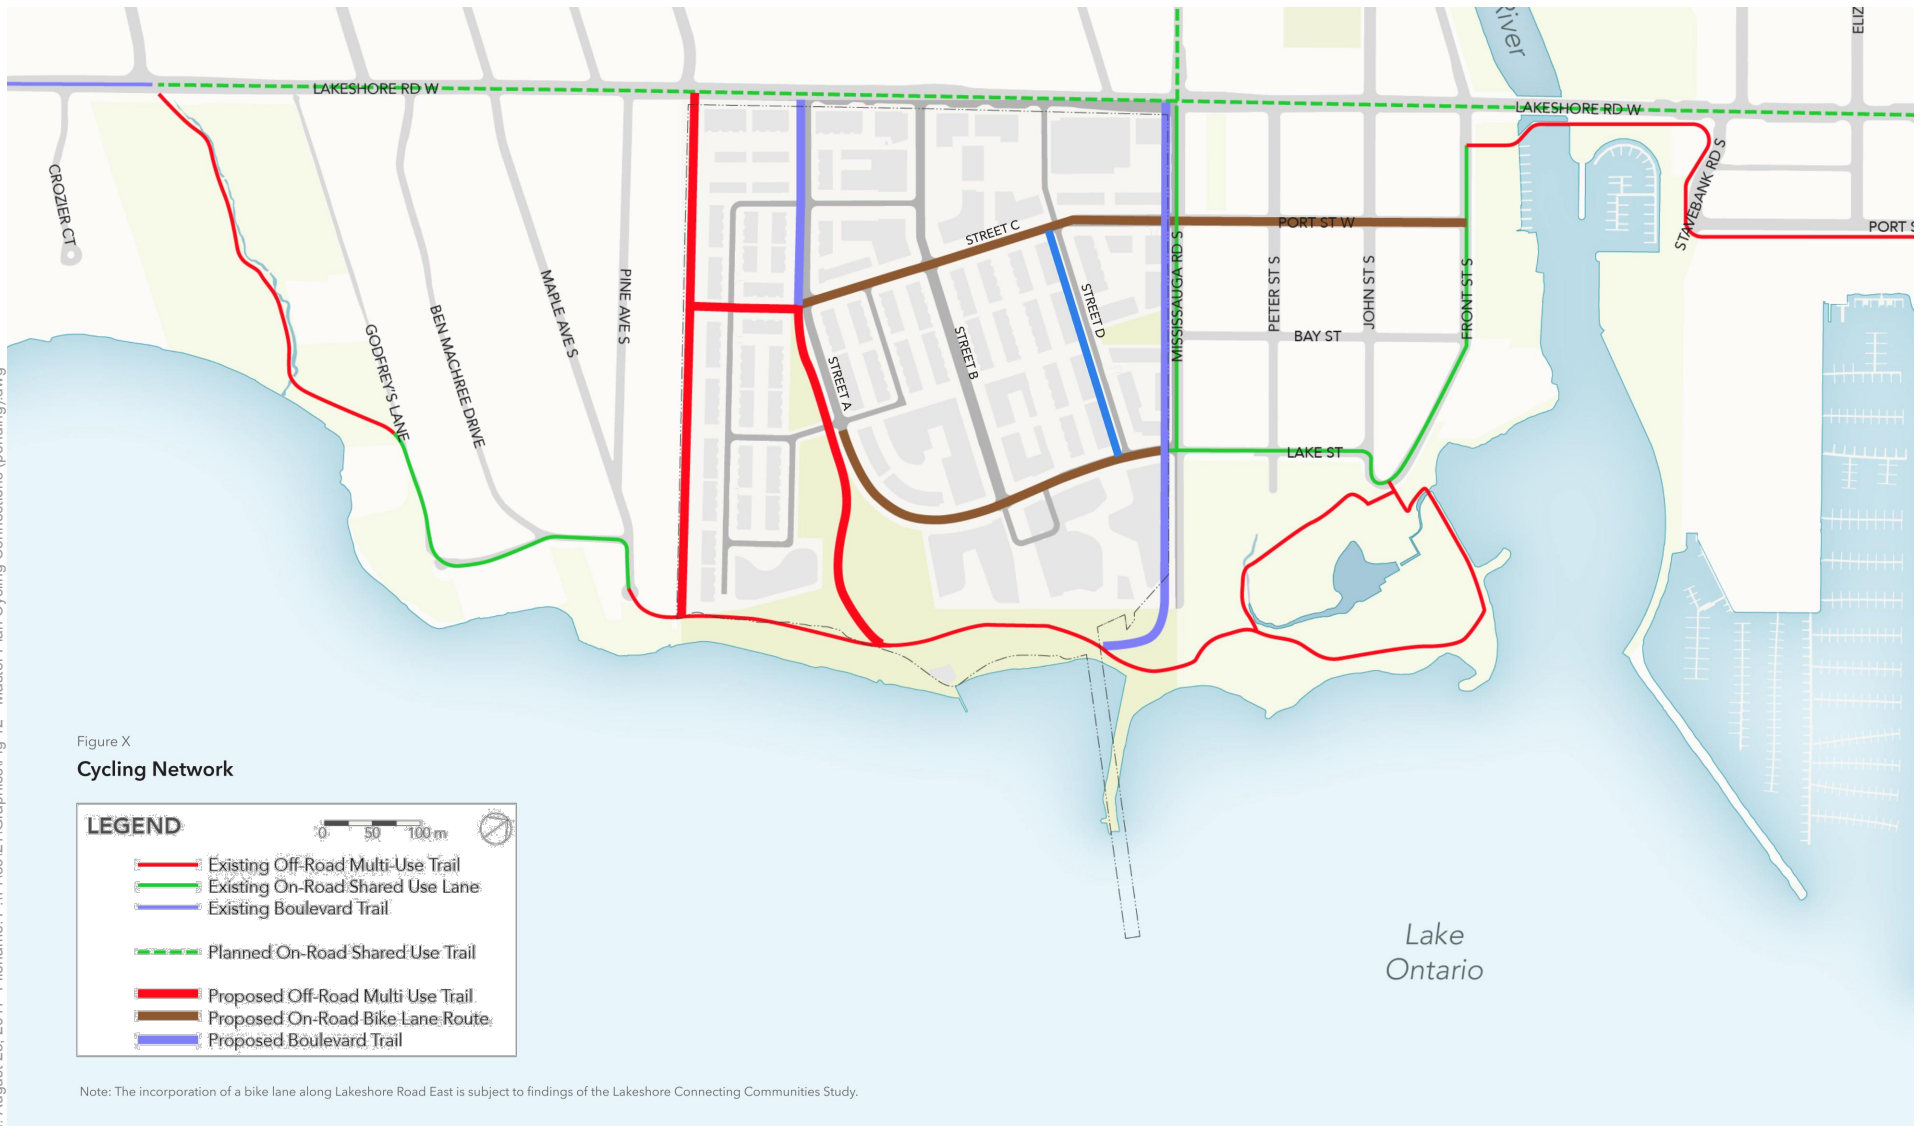 River
ELIZ
LAKESHORE RD W
LAKESHORE RD W
CROZIER CT
STAVEBANK RD S
PORT S
STREET C
PORT ST W
MAPLE AVE S
PINE AVE S
STREET D
MISSISSAUGA RD S
PETER ST S
JOHN ST S
FRONT ST S
BEN MACHREE DRIVE
GODFREY'S LANE
STREET B
BAY ST
STREET A
LAKE ST
Figure X
Cycling Network
LEGEND
0 50 100 m
Existing Off-Road Multi-Use Trail
Existing On-Road Shared Use Lane
Existing Boulevard Trail
Planned On-Road Shared Use Trail
Proposed Off-Road Multi Use Trail
Proposed On-Road Bike Lane Route
Proposed Boulevard Trail
Lake
Ontario
Note: The incorporation of a bike lane along Lakeshore Road East is subject to findings of the Lakeshore Connecting Communities Study.